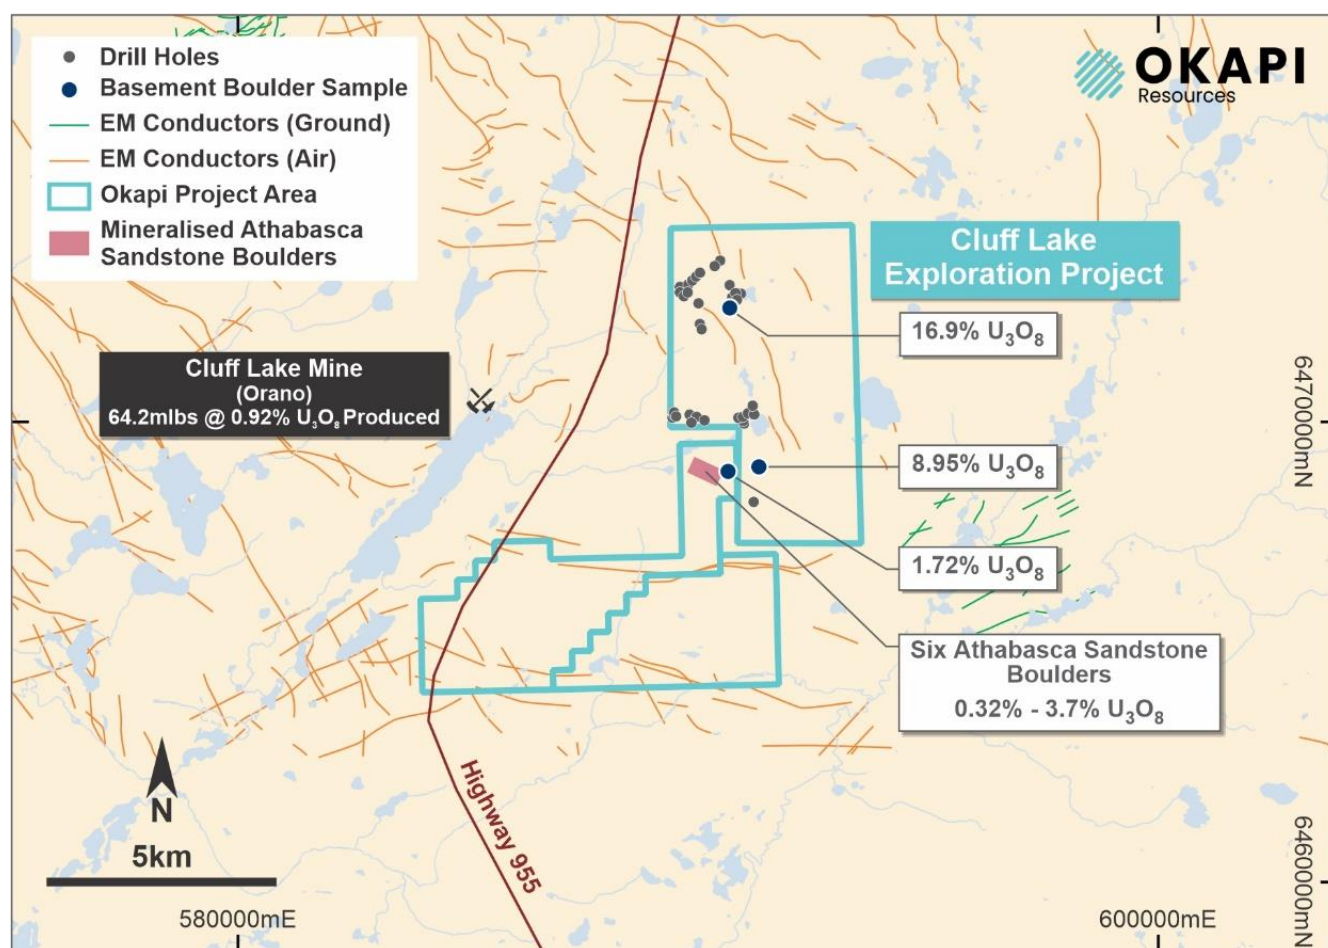 Drill Holes
Basement Boulder Sample
EM Conductors (Ground)
EM Conductors (Air)
Okapi Project Area
Mineralised Athabasca
Sandstone Boulders
OKAPI
Resources
Cluff Lake
Exploration Project
16.9% U₃O₈
Cluff Lake Mine
(Orano)
64.2mlbs @ 0.92% U₃O₈ Produced
6470000mN
8.95% U₃O₈
1.72% U₃O₈
Six Athabasca Sandstone
Boulders
0.32% - 3.7% U₃O₈
Highway 955
N
5km
6460000mN
580000mE
600000mE